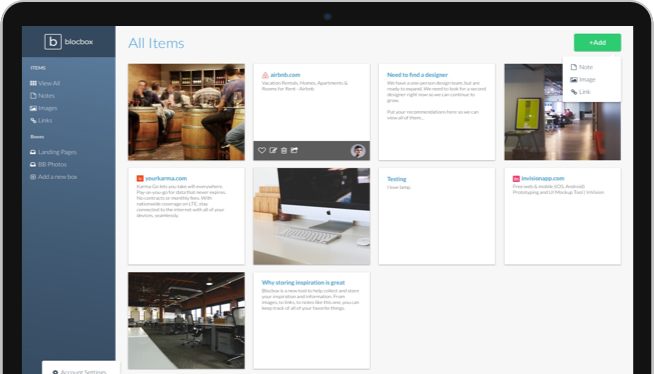 b blocbox
All Items
+Add
ITEMS
View All
Notes
Images
Links
Boxes
Landing Pages
BB Photos
Add a new box
Account Settings
Note
Image
Link
airbnb.com
Vacation Rentals, Homes, Apartments &
Rooms for Rent - Airbnb
Need to find a designer
We have a one person design team, but are
ready to expand. We need to look for a second
designer right now so we can continue to
grow.
Put your recommendations here so we can
view all of them...
yourkarma.com
Karma Go lets you take wifi everywhere.
Pay-as-you-go for data that never expires.
No contracts or monthly fees. With
nationwide coverage on LTE, stay
connected to the internet with all of your
devices, seamlessly.
Testing
I love lamp.
in invisionapp.com
Free web & mobile (iOS, Android)
Prototyping and UI Mockup Tool | InVision
Why storing inspiration is great
Blocbox is a new tool to help collect and store
your inspiration and information. From
images, to links, to notes like this one, you can
keep track of all of your favorite things.